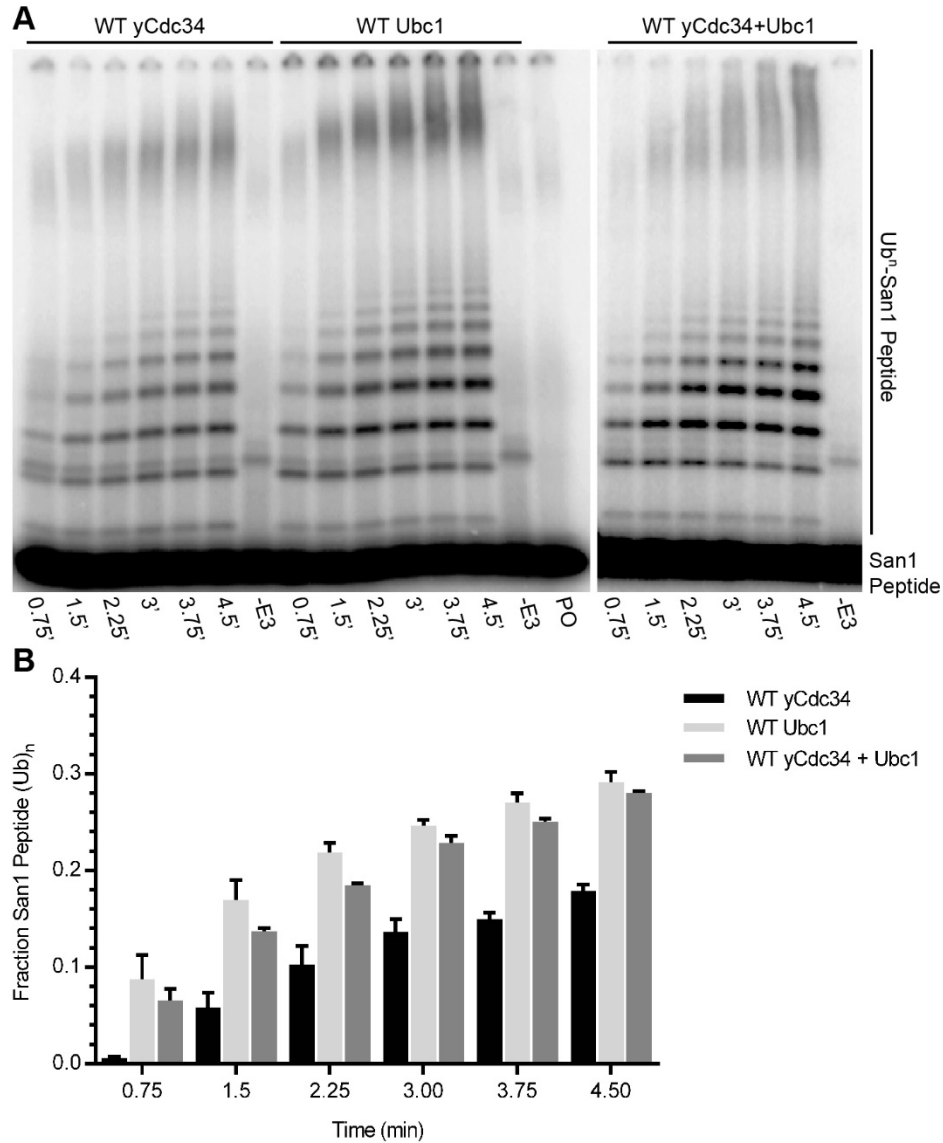 A
WT yCdc34 WT Ubc1 WT yCdc34+Ubc1
Ubⁿ-San1 Peptide
San1
Peptide
0.75' 1.5' 2.25' 3' 3.75' 4.5' -E3 0.75' 1.5' 2.25' 3' 3.75' 4.5' -E3 PO 0.75' 1.5' 2.25' 3' 3.75' 4.5' -E3
B
0.4
0.3
0.2
0.1
0.0
Fraction San1 Peptide (Ub)ₙ
WT yCdc34
WT Ubc1
WT yCdc34 + Ubc1
0.75 1.5 2.25 3.00 3.75 4.50
Time (min)